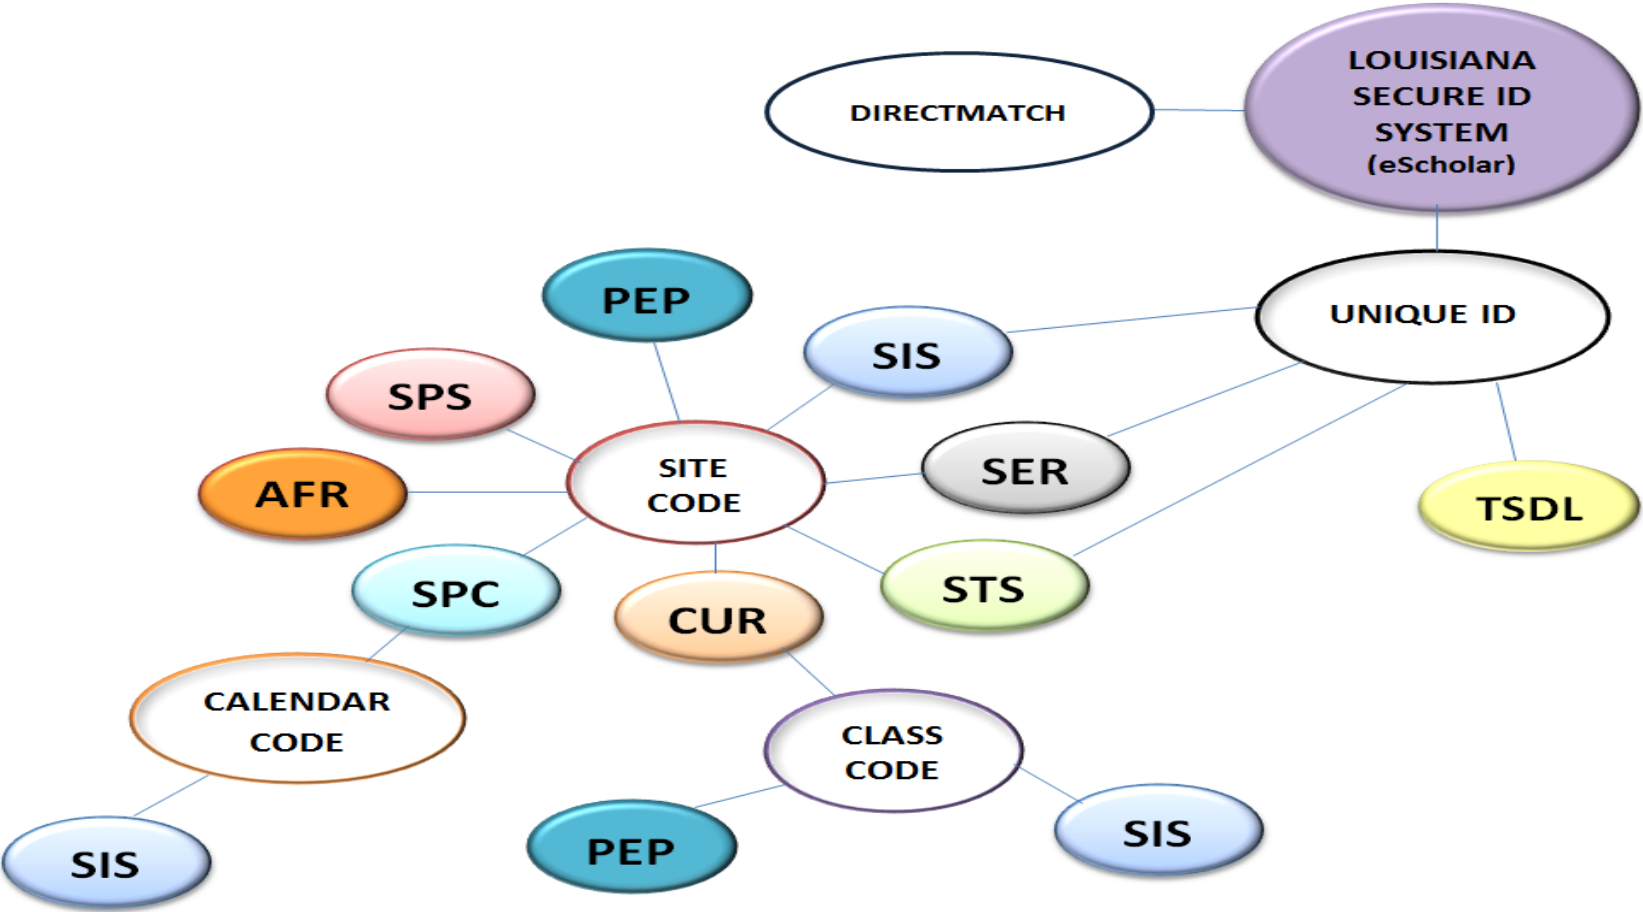 LOUISIANA
SECURE ID
SYSTEM
(eScholar)
DIRECTMATCH
UNIQUE ID
PEP
SIS
SPS
SITE
CODE
SER
AFR
TSDL
SPC
CUR
STS
CALENDAR
CODE
CLASS
CODE
SIS
PEP
SIS